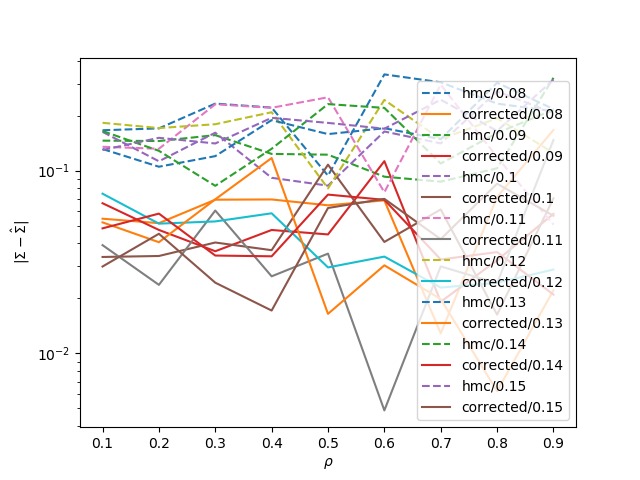 |Σ − Σ̂|
10⁻¹
10⁻²
0.1 0.2 0.3 0.4 0.5 0.6 0.7 0.8 0.9
ρ
hmc/0.08
corrected/0.08
hmc/0.09
corrected/0.09
hmc/0.1
corrected/0.1
hmc/0.11
corrected/0.11
hmc/0.12
corrected/0.12
hmc/0.13
corrected/0.13
hmc/0.14
corrected/0.14
hmc/0.15
corrected/0.15